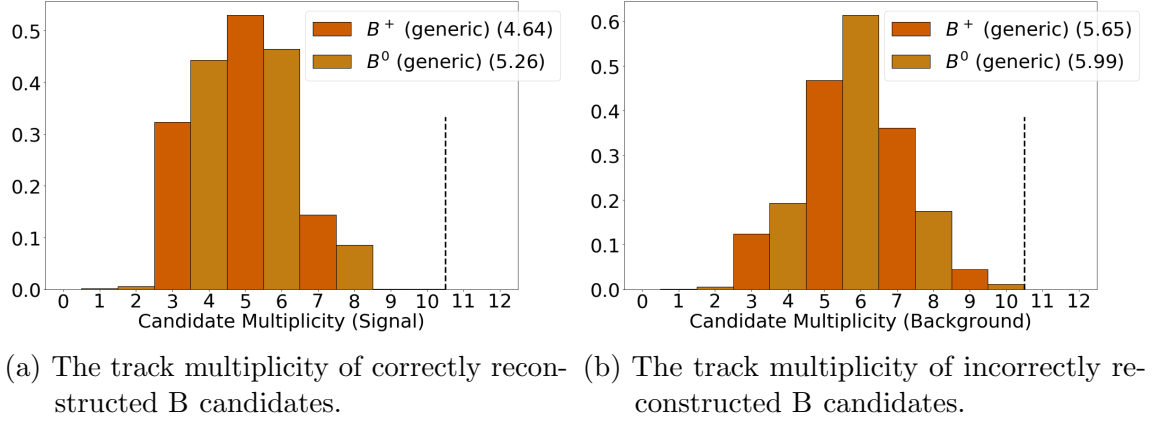 0.5
0.4
0.3
0.2
0.1
0.0
B⁺ (generic) (4.64)
B⁰ (generic) (5.26)
0 1 2 3 4 5 6 7 8 9 10 11 12
Candidate Multiplicity (Signal)
(a) The track multiplicity of correctly recon-
structed B candidates.
0.6
0.5
0.4
0.3
0.2
0.1
0.0
B⁺ (generic) (5.65)
B⁰ (generic) (5.99)
0 1 2 3 4 5 6 7 8 9 10 11 12
Candidate Multiplicity (Background)
(b) The track multiplicity of incorrectly re-
constructed B candidates.